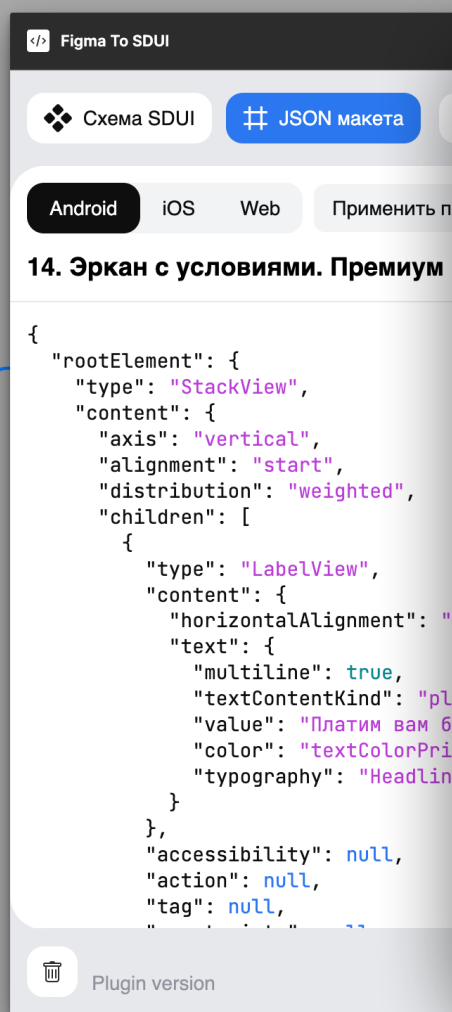 </> Figma To SDUI
Схема SDUI JSON макета
Android iOS Web Применить п
14. Эркан с условиями. Премиум
{
"rootElement": {
"type": "StackView",
"content": {
"axis": "vertical",
"alignment": "start",
"distribution": "weighted",
"children": [
{
"type": "LabelView",
"content": {
"horizontalAlignment": "
"text": {
"multiline": true,
"textContentKind": "pl
"value": "Платим вам б
"color": "textColorPri
"typography": "Headlin
}
},
"accessibility": null,
"action": null,
"tag": null,
Plugin version